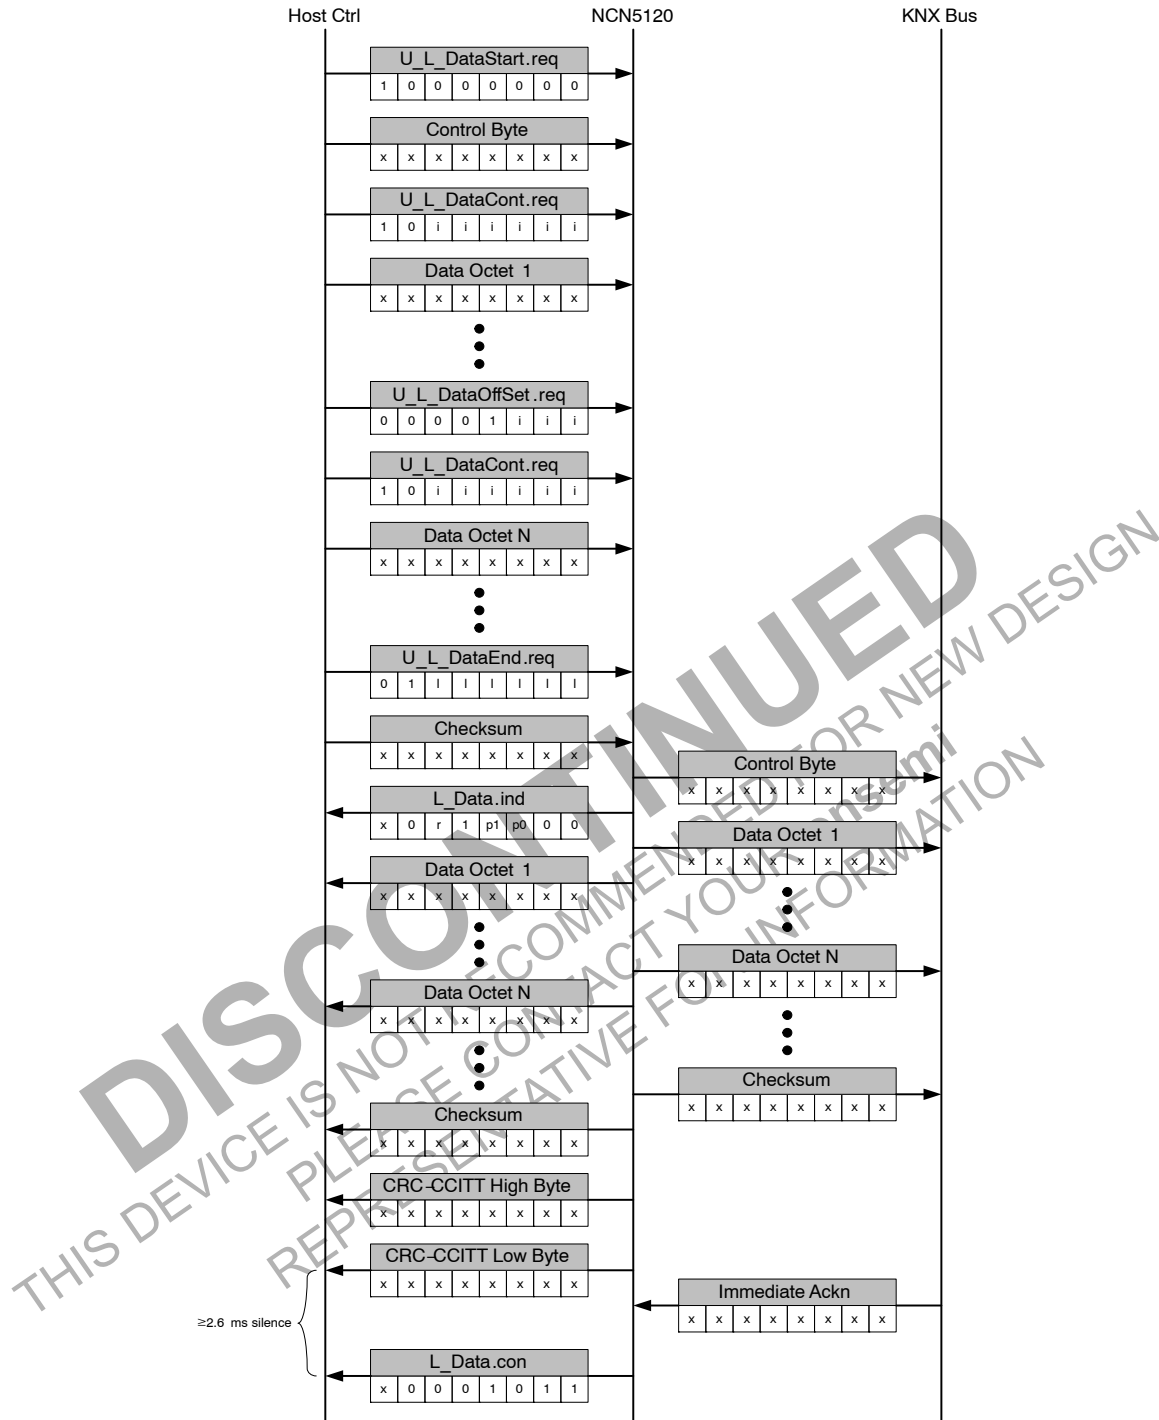 Host Ctrl NCN5120 KNX Bus
U_L_DataStart.req
1 0 0 0 0 0 0 0
Control Byte
x x x x x x x x
U_L_DataCont.req
1 0 i i i i i i
Data Octet 1
x x x x x x x x
U_L_DataOffSet.req
0 0 0 0 1 i i i
U_L_DataCont.req
1 0 i i i i i i
Data Octet N
x x x x x x x x
U_L_DataEnd.req
0 1 l l l l l l
Checksum
x x x x x x x x
Control Byte
x x x x x x x x
L_Data.ind
x 0 r 1 p1 p0 0 0
Data Octet 1
x x x x x x x x
Data Octet 1
x x x x x x x x
Data Octet N
x x x x x x x x
Data Octet N
x x x x x x x x
Checksum
x x x x x x x x
Checksum
x x x x x x x x
CRC-CCITT High Byte
x x x x x x x x
CRC-CCITT Low Byte
x x x x x x x x
Immediate Ackn
x x x x x x x x
≥2.6 ms silence
L_Data.con
x 0 0 0 1 0 1 1
DISCONTINUED
THIS DEVICE IS NOT RECOMMENDED FOR NEW DESIGN
PLEASE CONTACT YOUR onsemi
REPRESENTATIVE FOR INFORMATION